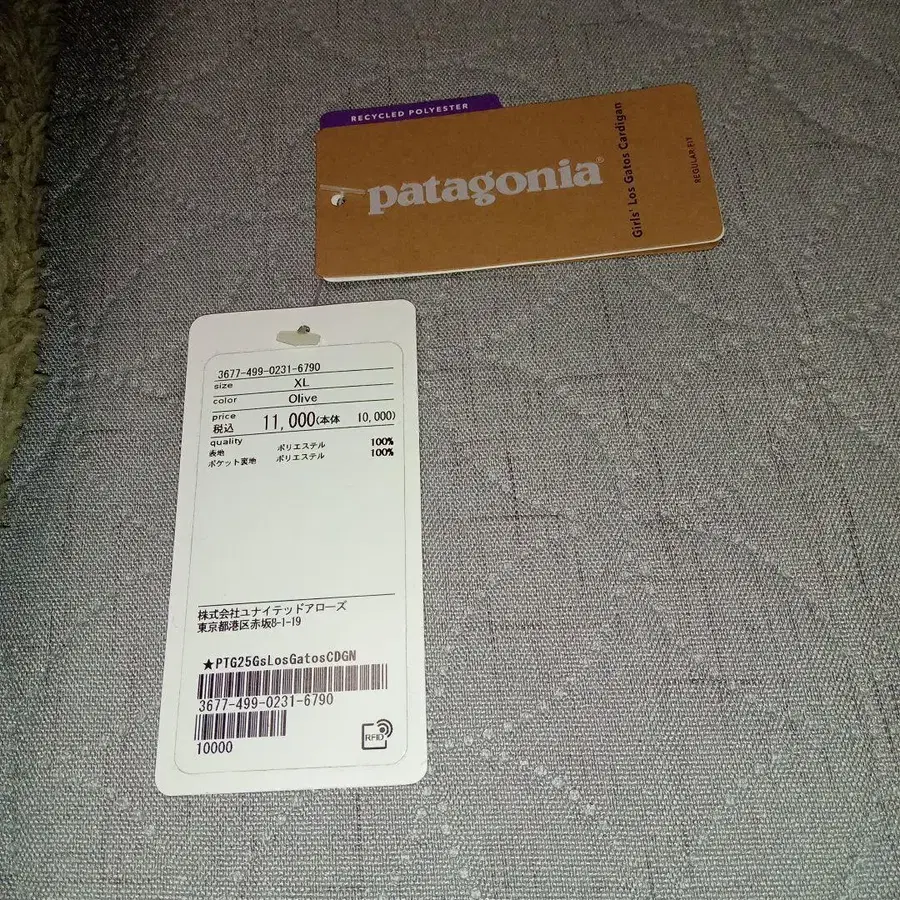 RECYCLED POLYESTER
patagonia®
Girls' Los Gatos Cardigan
REGULAR FIT
3677-499-0231-6790
size XL
color Olive
price
税込 11,000(本体 10,000)
quality
表地 ポリエステル 100%
ポケット裏地 ポリエステル 100%
株式会社ユナイテッドアローズ
東京都港区赤坂8-1-19
★PTG25GsLosGatosCDGN
3677-499-0231-6790
10000
RFID